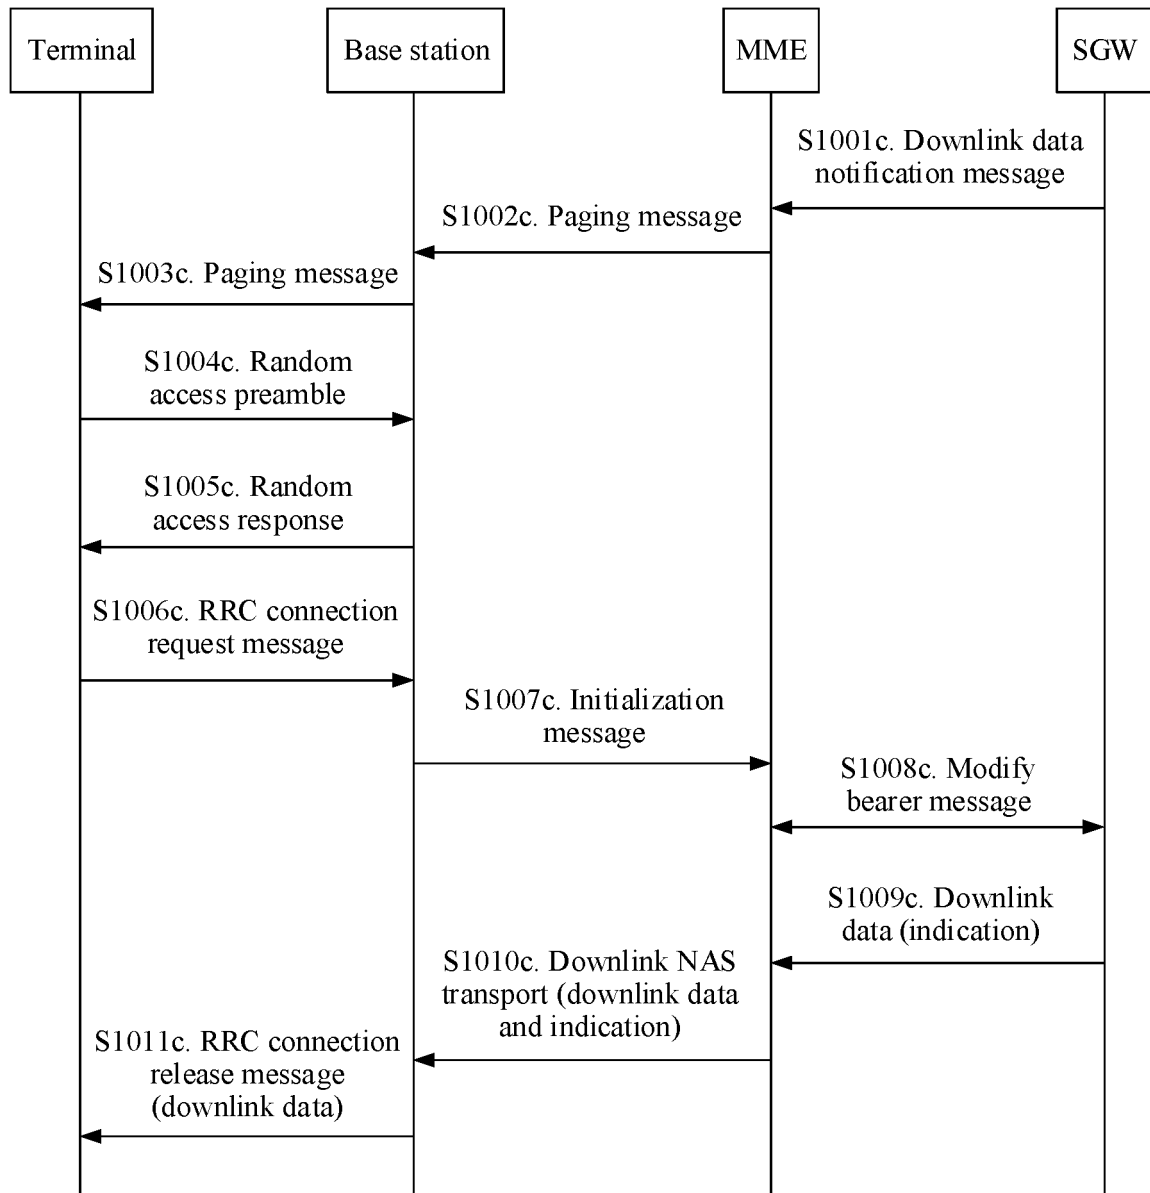 Terminal
Base station
MME
SGW
S1001c. Downlink data
notification message
S1002c. Paging message
S1003c. Paging message
S1004c. Random
access preamble
S1005c. Random
access response
S1006c. RRC connection
request message
S1007c. Initialization
message
S1008c. Modify
bearer message
S1009c. Downlink
data (indication)
S1010c. Downlink NAS
transport (downlink data
and indication)
S1011c. RRC connection
release message
(downlink data)